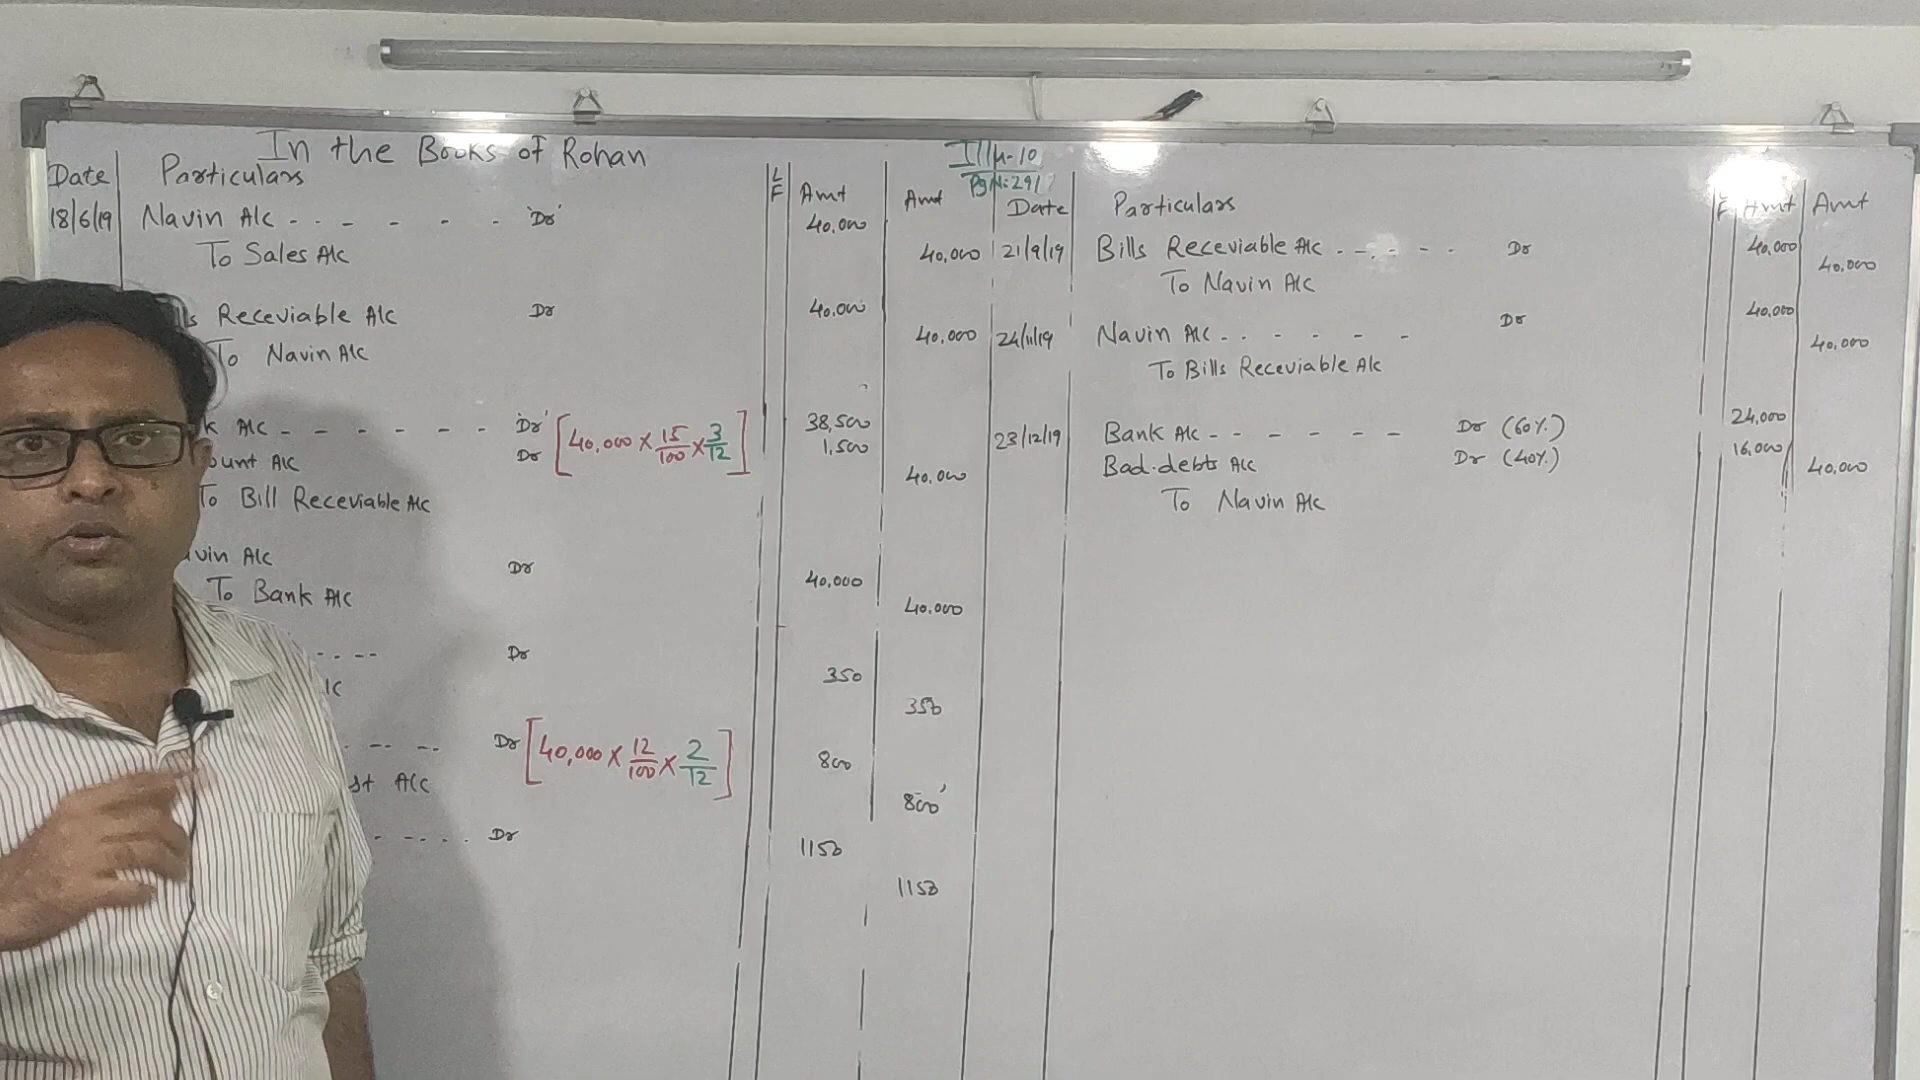 In the Books of Rohan
Illu-10
Pg N: 291
Date Particulars LF Amt Amt
18/6/19 Navin A/c - - - - - - 'Dr' 40,000
To Sales A/c 40,000
s Receviable A/c Dr 40,000
To Navin A/c 40,000
k A/c - - - - - - 'Dr' [40,000 × 15/100 × 3/12] 38,500
ount A/c Dr 1,500
To Bill Receviable A/c 40,000
vin A/c Dr 40,000
To Bank A/c 40,000
- - - - Dr 350
/c 350
- -- -- Dr [40,000 × 12/100 × 2/12] 800
st A/c 800
- - - - - Dr 1150
1150
Date Particulars F Amt Amt
21/9/19 Bills Receviable A/c - - - - - Dr 40,000
To Navin A/c 40,000
24/11/19 Navin A/c - - - - - - Dr 40,000
To Bills Receviable A/c 40,000
23/12/19 Bank A/c - - - - - - Dr (60%) 24,000
Bad.debts A/c Dr (40%) 16,000
To Navin A/c 40,000